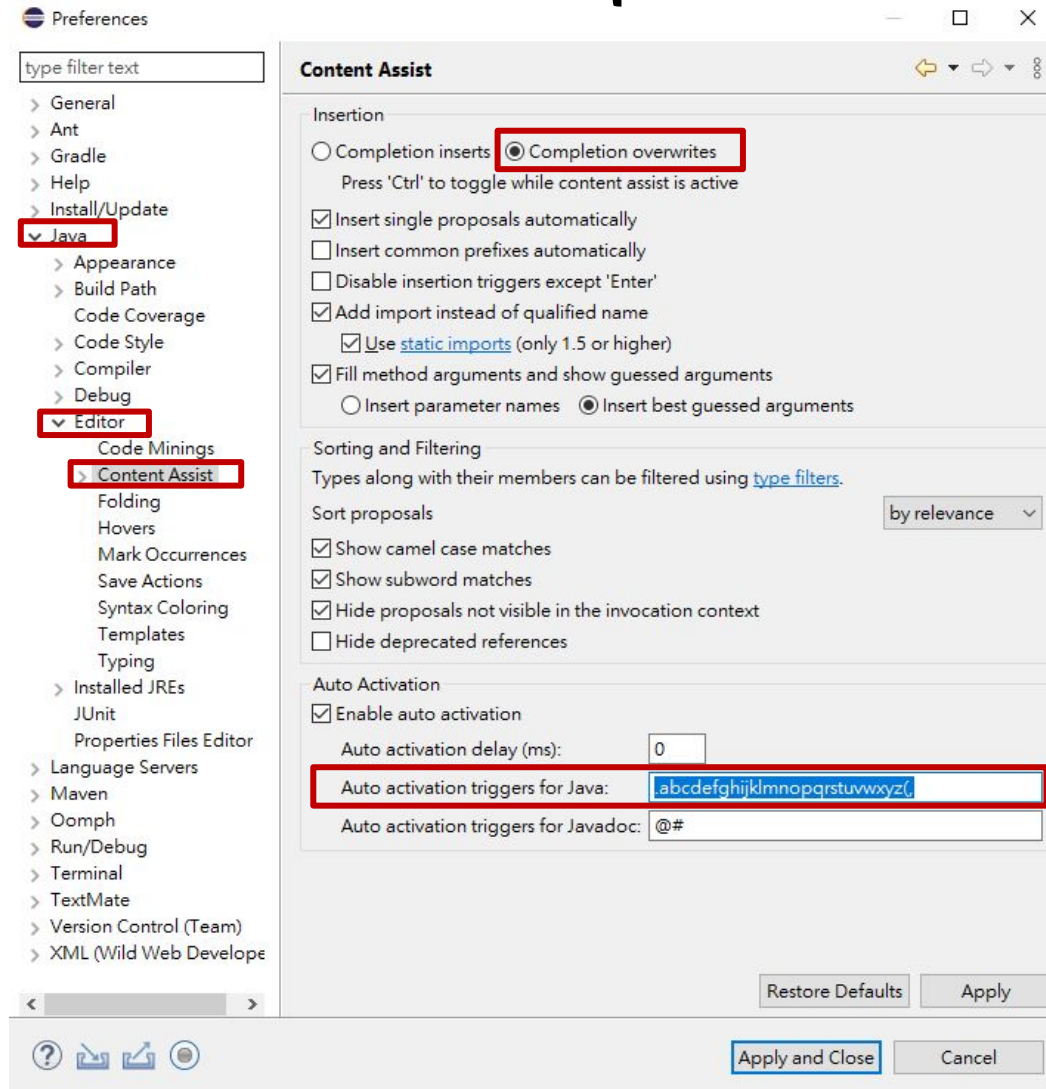 Preferences
type filter text
General
Ant
Gradle
Help
Install/Update
Java
Appearance
Build Path
Code Coverage
Code Style
Compiler
Debug
Editor
Code Minings
Content Assist
Folding
Hovers
Mark Occurrences
Save Actions
Syntax Coloring
Templates
Typing
Installed JREs
JUnit
Properties Files Editor
Language Servers
Maven
Oomph
Run/Debug
Terminal
TextMate
Version Control (Team)
XML (Wild Web Develope
Content Assist
Insertion
Completion inserts Completion overwrites
Press 'Ctrl' to toggle while content assist is active
Insert single proposals automatically
Insert common prefixes automatically
Disable insertion triggers except 'Enter'
Add import instead of qualified name
Use static imports (only 1.5 or higher)
Fill method arguments and show guessed arguments
Insert parameter names Insert best guessed arguments
Sorting and Filtering
Types along with their members can be filtered using type filters.
Sort proposals by relevance
Show camel case matches
Show subword matches
Hide proposals not visible in the invocation context
Hide deprecated references
Auto Activation
Enable auto activation
Auto activation delay (ms): 0
Auto activation triggers for Java: .abcdefghijklmnopqrstuvwxyz(,
Auto activation triggers for Javadoc: @#
Restore Defaults Apply
Apply and Close Cancel